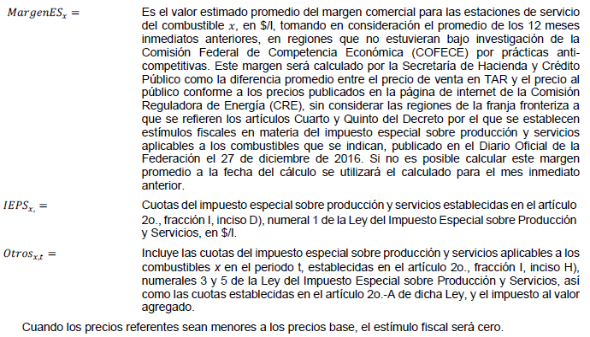 MargenES_x = Es el valor estimado promedio del margen comercial para las estaciones de servicio
del combustible x, en $/l, tomando en consideración el promedio de los 12 meses
inmediatos anteriores, en regiones que no estuvieran bajo investigación de la
Comisión Federal de Competencia Económica (COFECE) por prácticas anti-
competitivas. Este margen será calculado por la Secretaría de Hacienda y Crédito
Público como la diferencia promedio entre el precio de venta en TAR y el precio al
público conforme a los precios publicados en la página de internet de la Comisión
Reguladora de Energía (CRE), sin considerar las regiones de la franja fronteriza a
que se refieren los artículos Cuarto y Quinto del Decreto por el que se establecen
estímulos fiscales en materia del impuesto especial sobre producción y servicios
aplicables a los combustibles que se indican, publicado en el Diario Oficial de la
Federación el 27 de diciembre de 2016. Si no es posible calcular este margen
promedio a la fecha del cálculo se utilizará el calculado para el mes inmediato
anterior.
IEPS_x, = Cuotas del impuesto especial sobre producción y servicios establecidas en el artículo
2o., fracción I, inciso D), numeral 1 de la Ley del Impuesto Especial sobre Producción
y Servicios, en $/l.
Otros_x,t = Incluye las cuotas del impuesto especial sobre producción y servicios aplicables a los
combustibles x en el periodo t, establecidas en el artículo 2o., fracción I, inciso H),
numerales 3 y 5 de la Ley del Impuesto Especial sobre Producción y Servicios, así
como las cuotas establecidas en el artículo 2o.-A de dicha Ley, y el impuesto al valor
agregado.
Cuando los precios referentes sean menores a los precios base, el estímulo fiscal será cero.